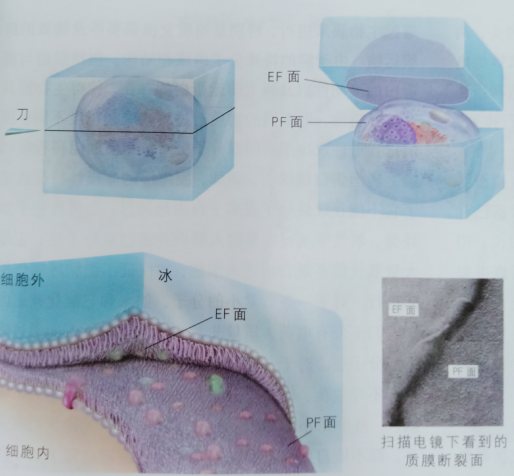 刀
EF 面
PF 面
细胞外
冰
EF 面
PF 面
细胞内
EF 面
PF 面
扫描电镜下看到的
质膜断裂面